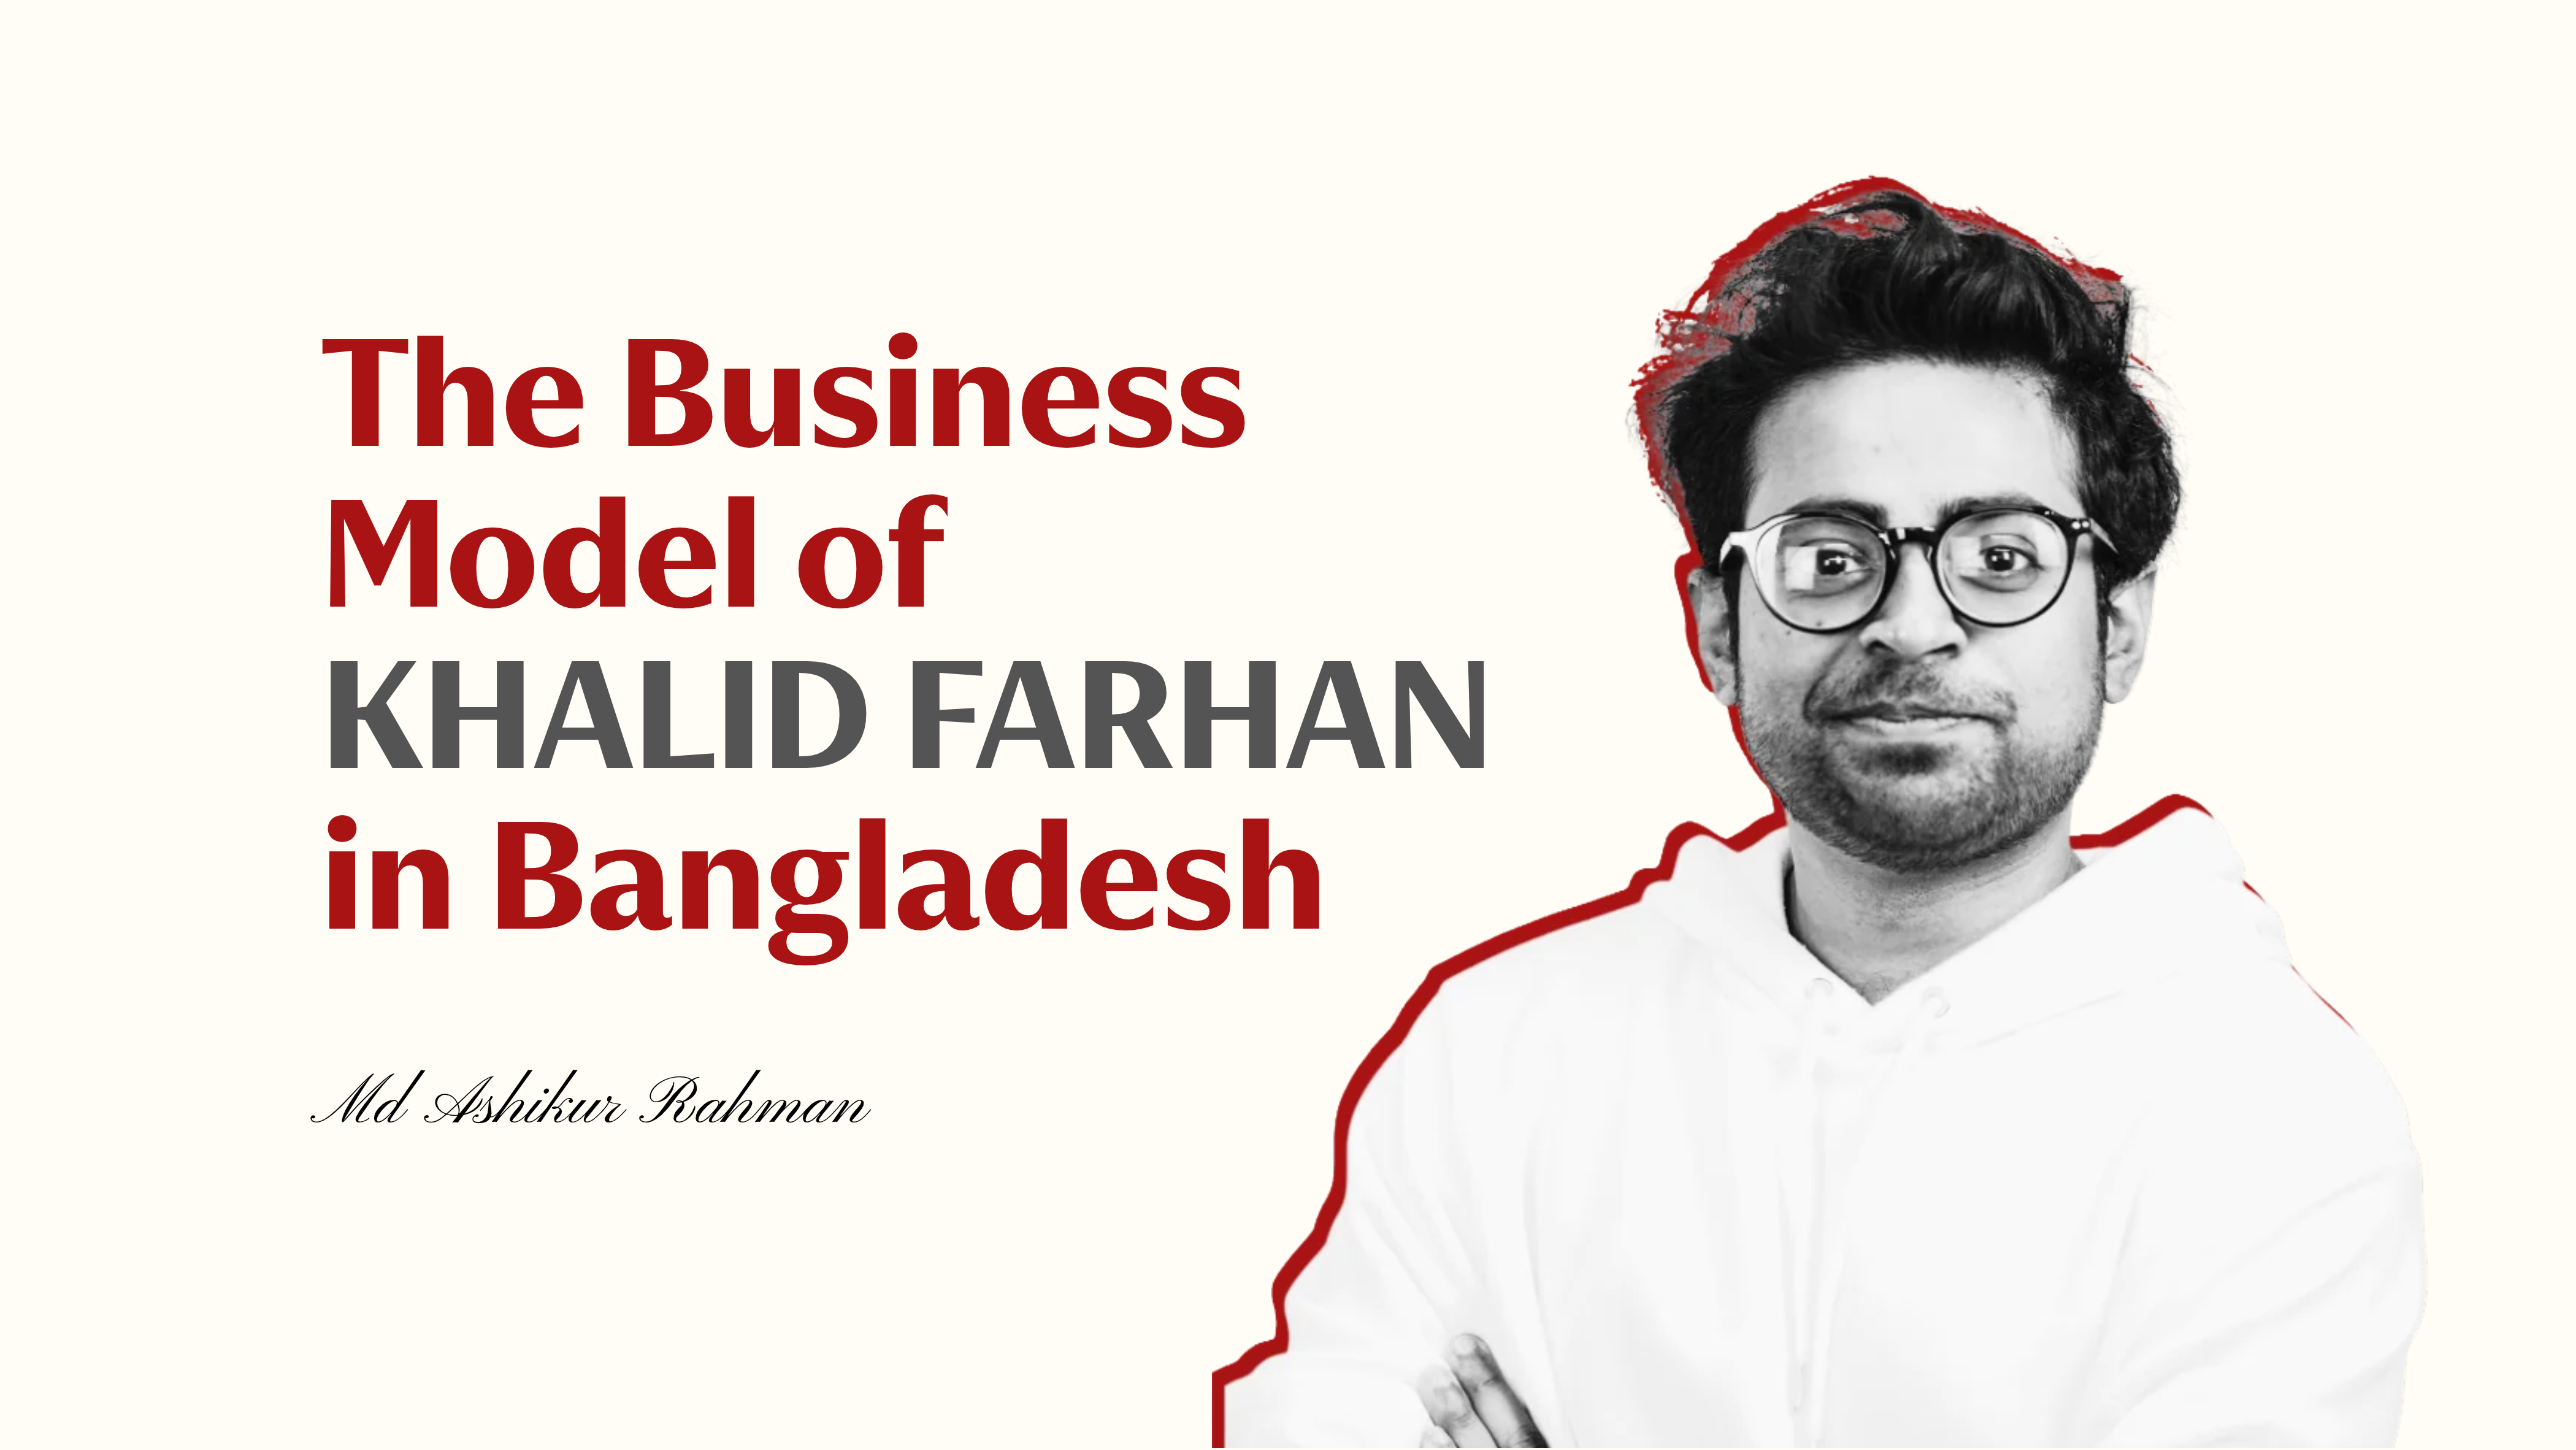 The Business
Model of
KHALID FARHAN
in Bangladesh
Md Ashikur Rahman